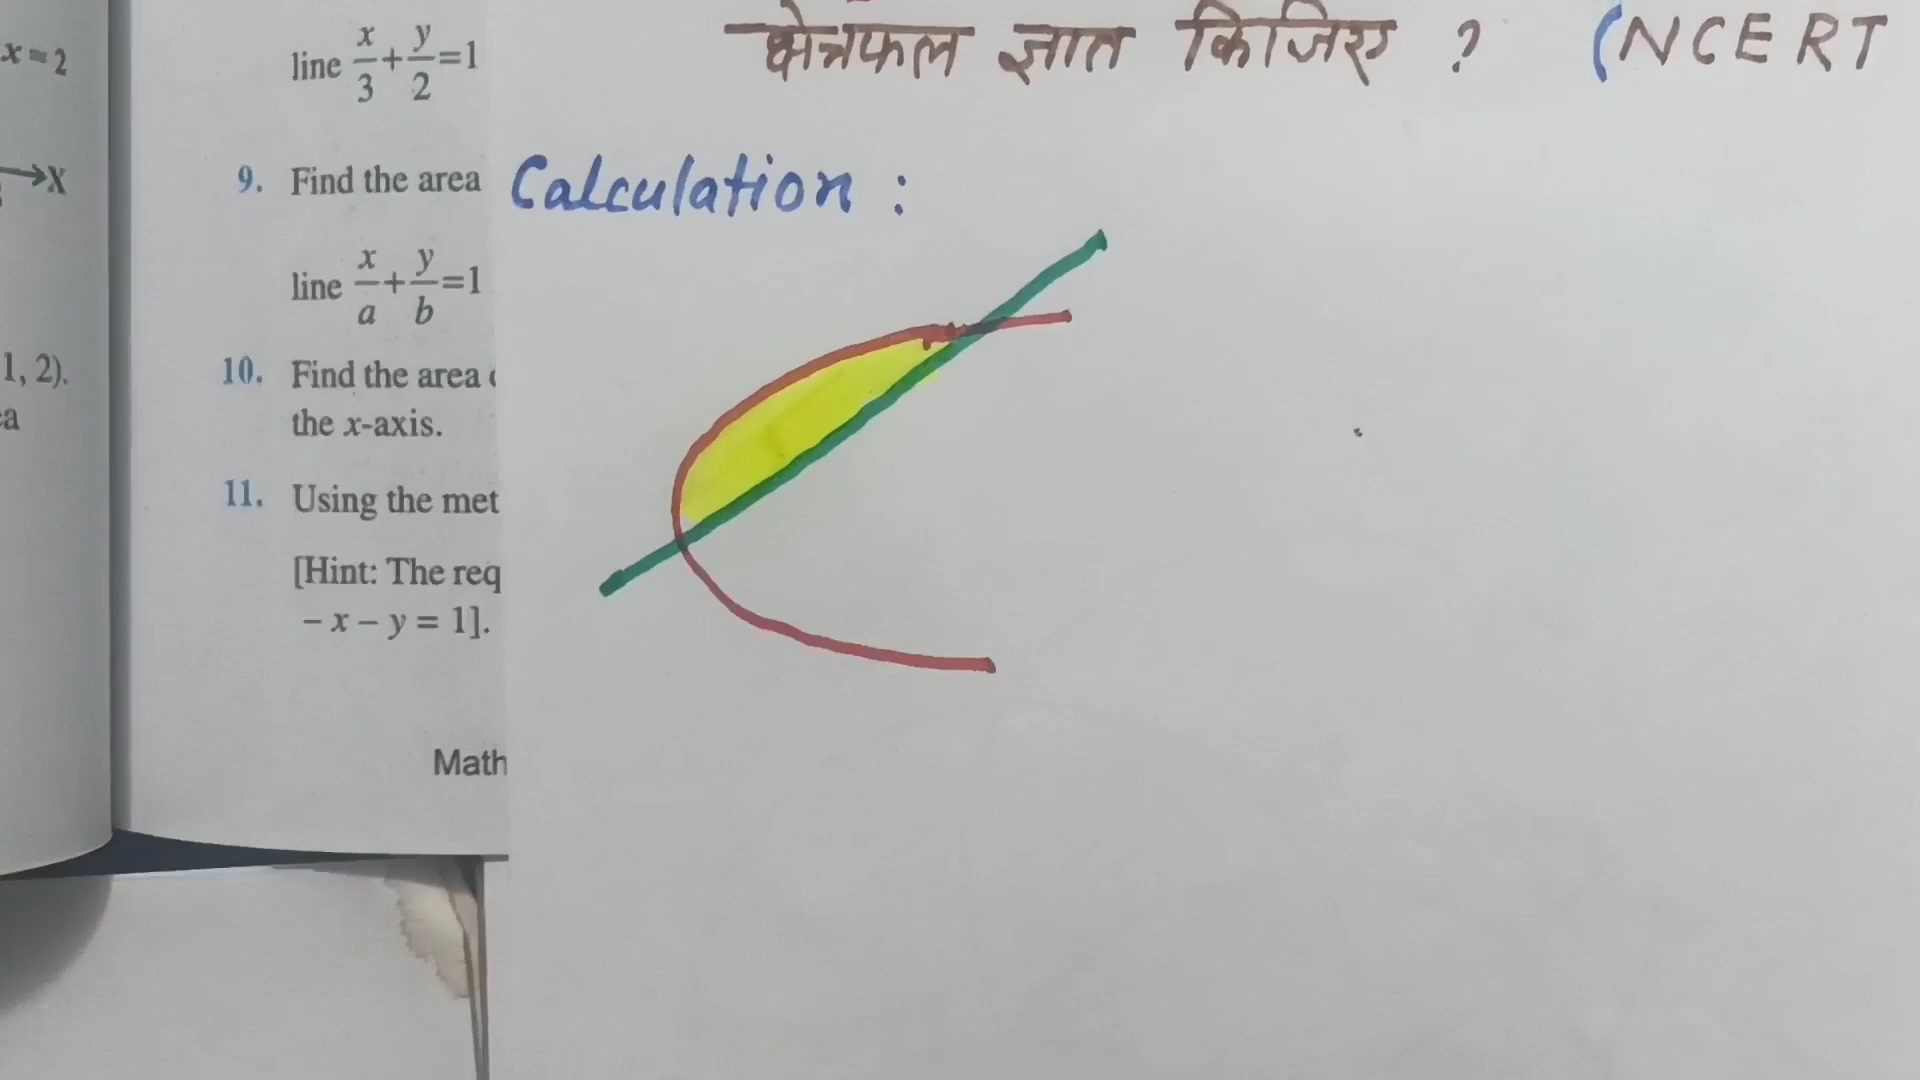 x = 2
X
1, 2).
line x/3 + y/2 = 1
9. Find the area
line x/a + y/b = 1
10. Find the area
the x-axis.
11. Using the met
[Hint: The req
– x – y = 1].
Math
क्षेत्रफल ज्ञात किजिए ? (NCERT
Calculation :